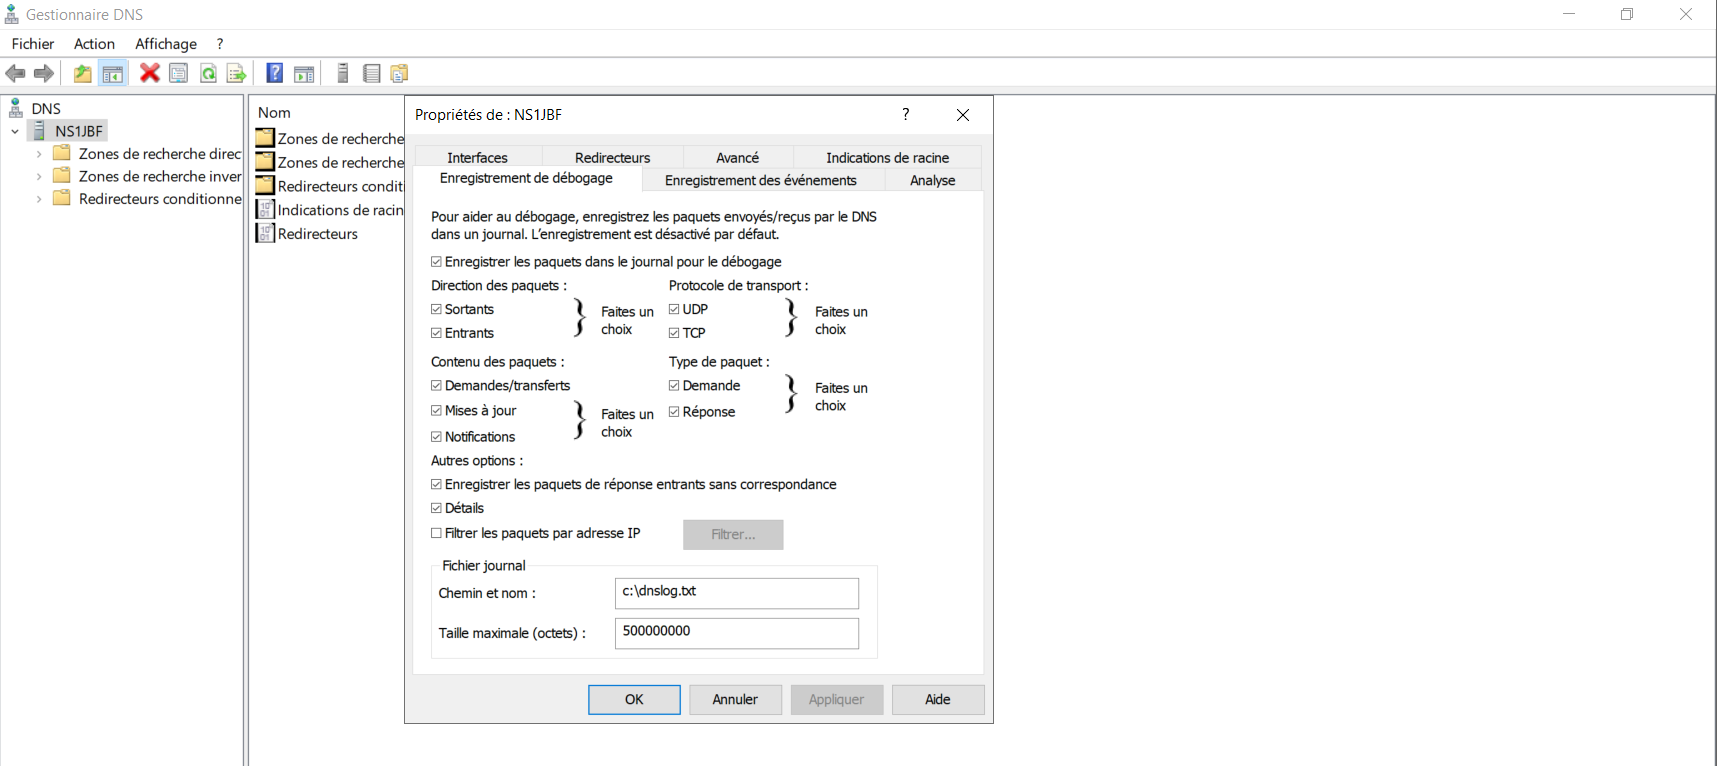 Gestionnaire DNS
Fichier Action Affichage ?
DNS
NS1JBF
Zones de recherche direc
Zones de recherche inver
Redirecteurs conditionne
Nom
Zones de recherche
Zones de recherche
Redirecteurs condit
Indications de racin
Redirecteurs
Propriétés de : NS1JBF
?
Interfaces Redirecteurs Avancé Indications de racine
Enregistrement de débogage Enregistrement des événements Analyse
Pour aider au débogage, enregistrez les paquets envoyés/reçus par le DNS
dans un journal. L'enregistrement est désactivé par défaut.
Enregistrer les paquets dans le journal pour le débogage
Direction des paquets : Protocole de transport :
Sortants
Entrants
Faites un
choix
UDP
TCP
Faites un
choix
Contenu des paquets : Type de paquet :
Demandes/transferts
Mises à jour
Notifications
Faites un
choix
Demande
Réponse
Faites un
choix
Autres options :
Enregistrer les paquets de réponse entrants sans correspondance
Détails
Filtrer les paquets par adresse IP Filtrer...
Fichier journal
Chemin et nom : c:\dnslog.txt
Taille maximale (octets) : 500000000
OK Annuler Appliquer Aide